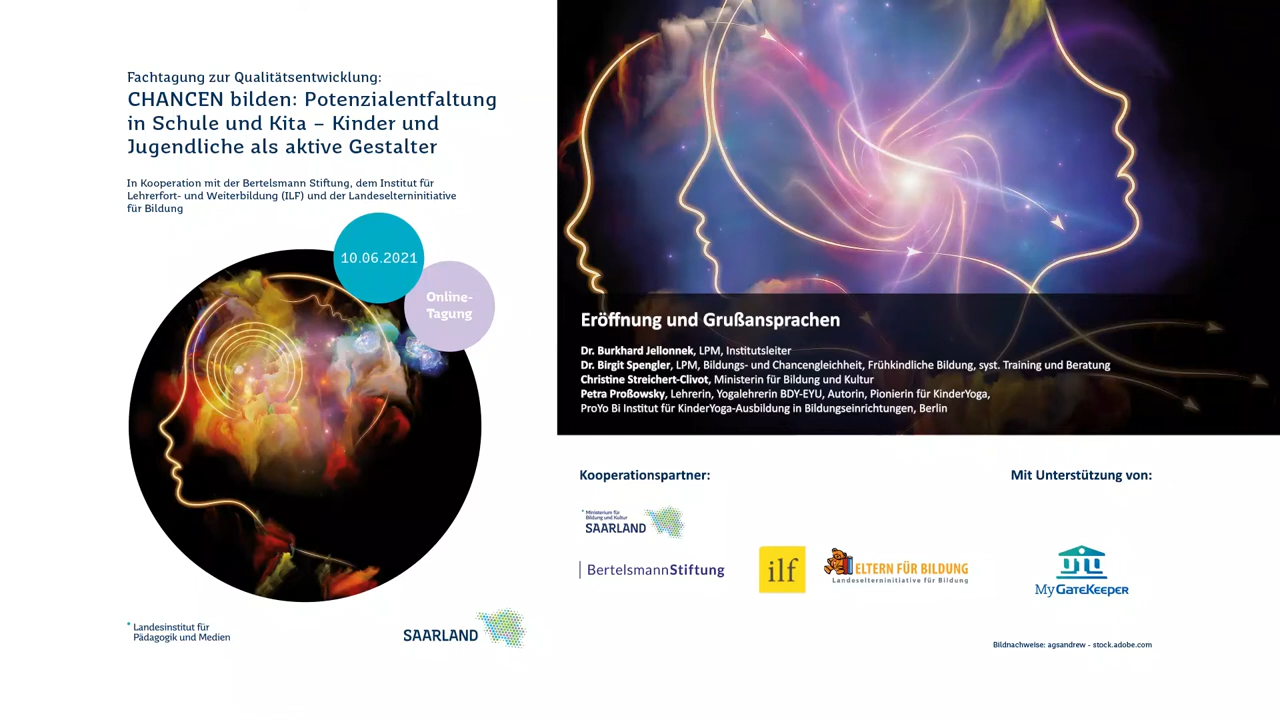 Fachtagung zur Qualitätsentwicklung:
CHANCEN bilden: Potenzialentfaltung
in Schule und Kita – Kinder und
Jugendliche als aktive Gestalter
In Kooperation mit der Bertelsmann Stiftung, dem Institut für
Lehrerfort- und Weiterbildung (ILF) und der Landeselterninitiative
für Bildung
10.06.2021
Online-
Tagung
Landesinstitut für
Pädagogik und Medien
SAARLAND
Eröffnung und Grußansprachen
Dr. Burkhard Jellonnek, LPM, Institutsleiter
Dr. Birgit Spengler, LPM, Bildungs- und Chancengleichheit, Frühkindliche Bildung, syst. Training und Beratung
Christine Streichert-Clivot, Ministerin für Bildung und Kultur
Petra Proßowsky, Lehrerin, Yogalehrerin BDY-EYU, Autorin, Pionierin für KinderYoga,
ProYo Bi Institut für KinderYoga-Ausbildung in Bildungseinrichtungen, Berlin
Kooperationspartner:
Mit Unterstützung von:
Ministerium für
Bildung und Kultur
SAARLAND
BertelsmannStiftung
ilf
ELTERN FÜR BILDUNG
Landeselterninitiative für Bildung
MyGateKeeper
Bildnachweise: agsandrew - stock.adobe.com